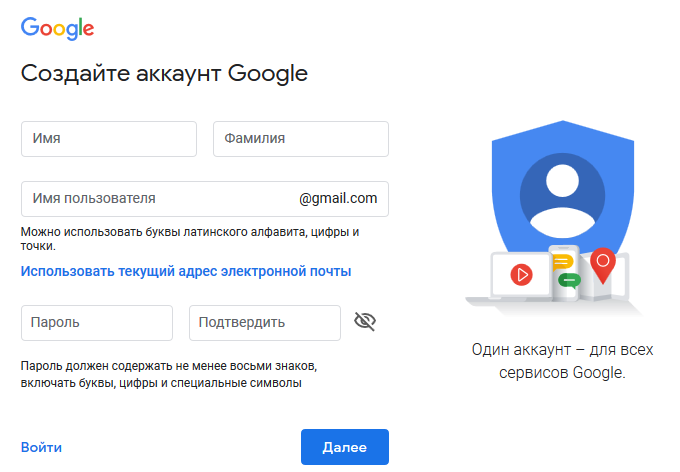 Google
Создайте аккаунт Google
Имя
Фамилия
Имя пользователя @gmail.com
Можно использовать буквы латинского алфавита, цифры и
точки.
Использовать текущий адрес электронной почты
Пароль
Подтвердить
Пароль должен содержать не менее восьми знаков,
включать буквы, цифры и специальные символы
Войти
Далее
Один аккаунт – для всех
сервисов Google.